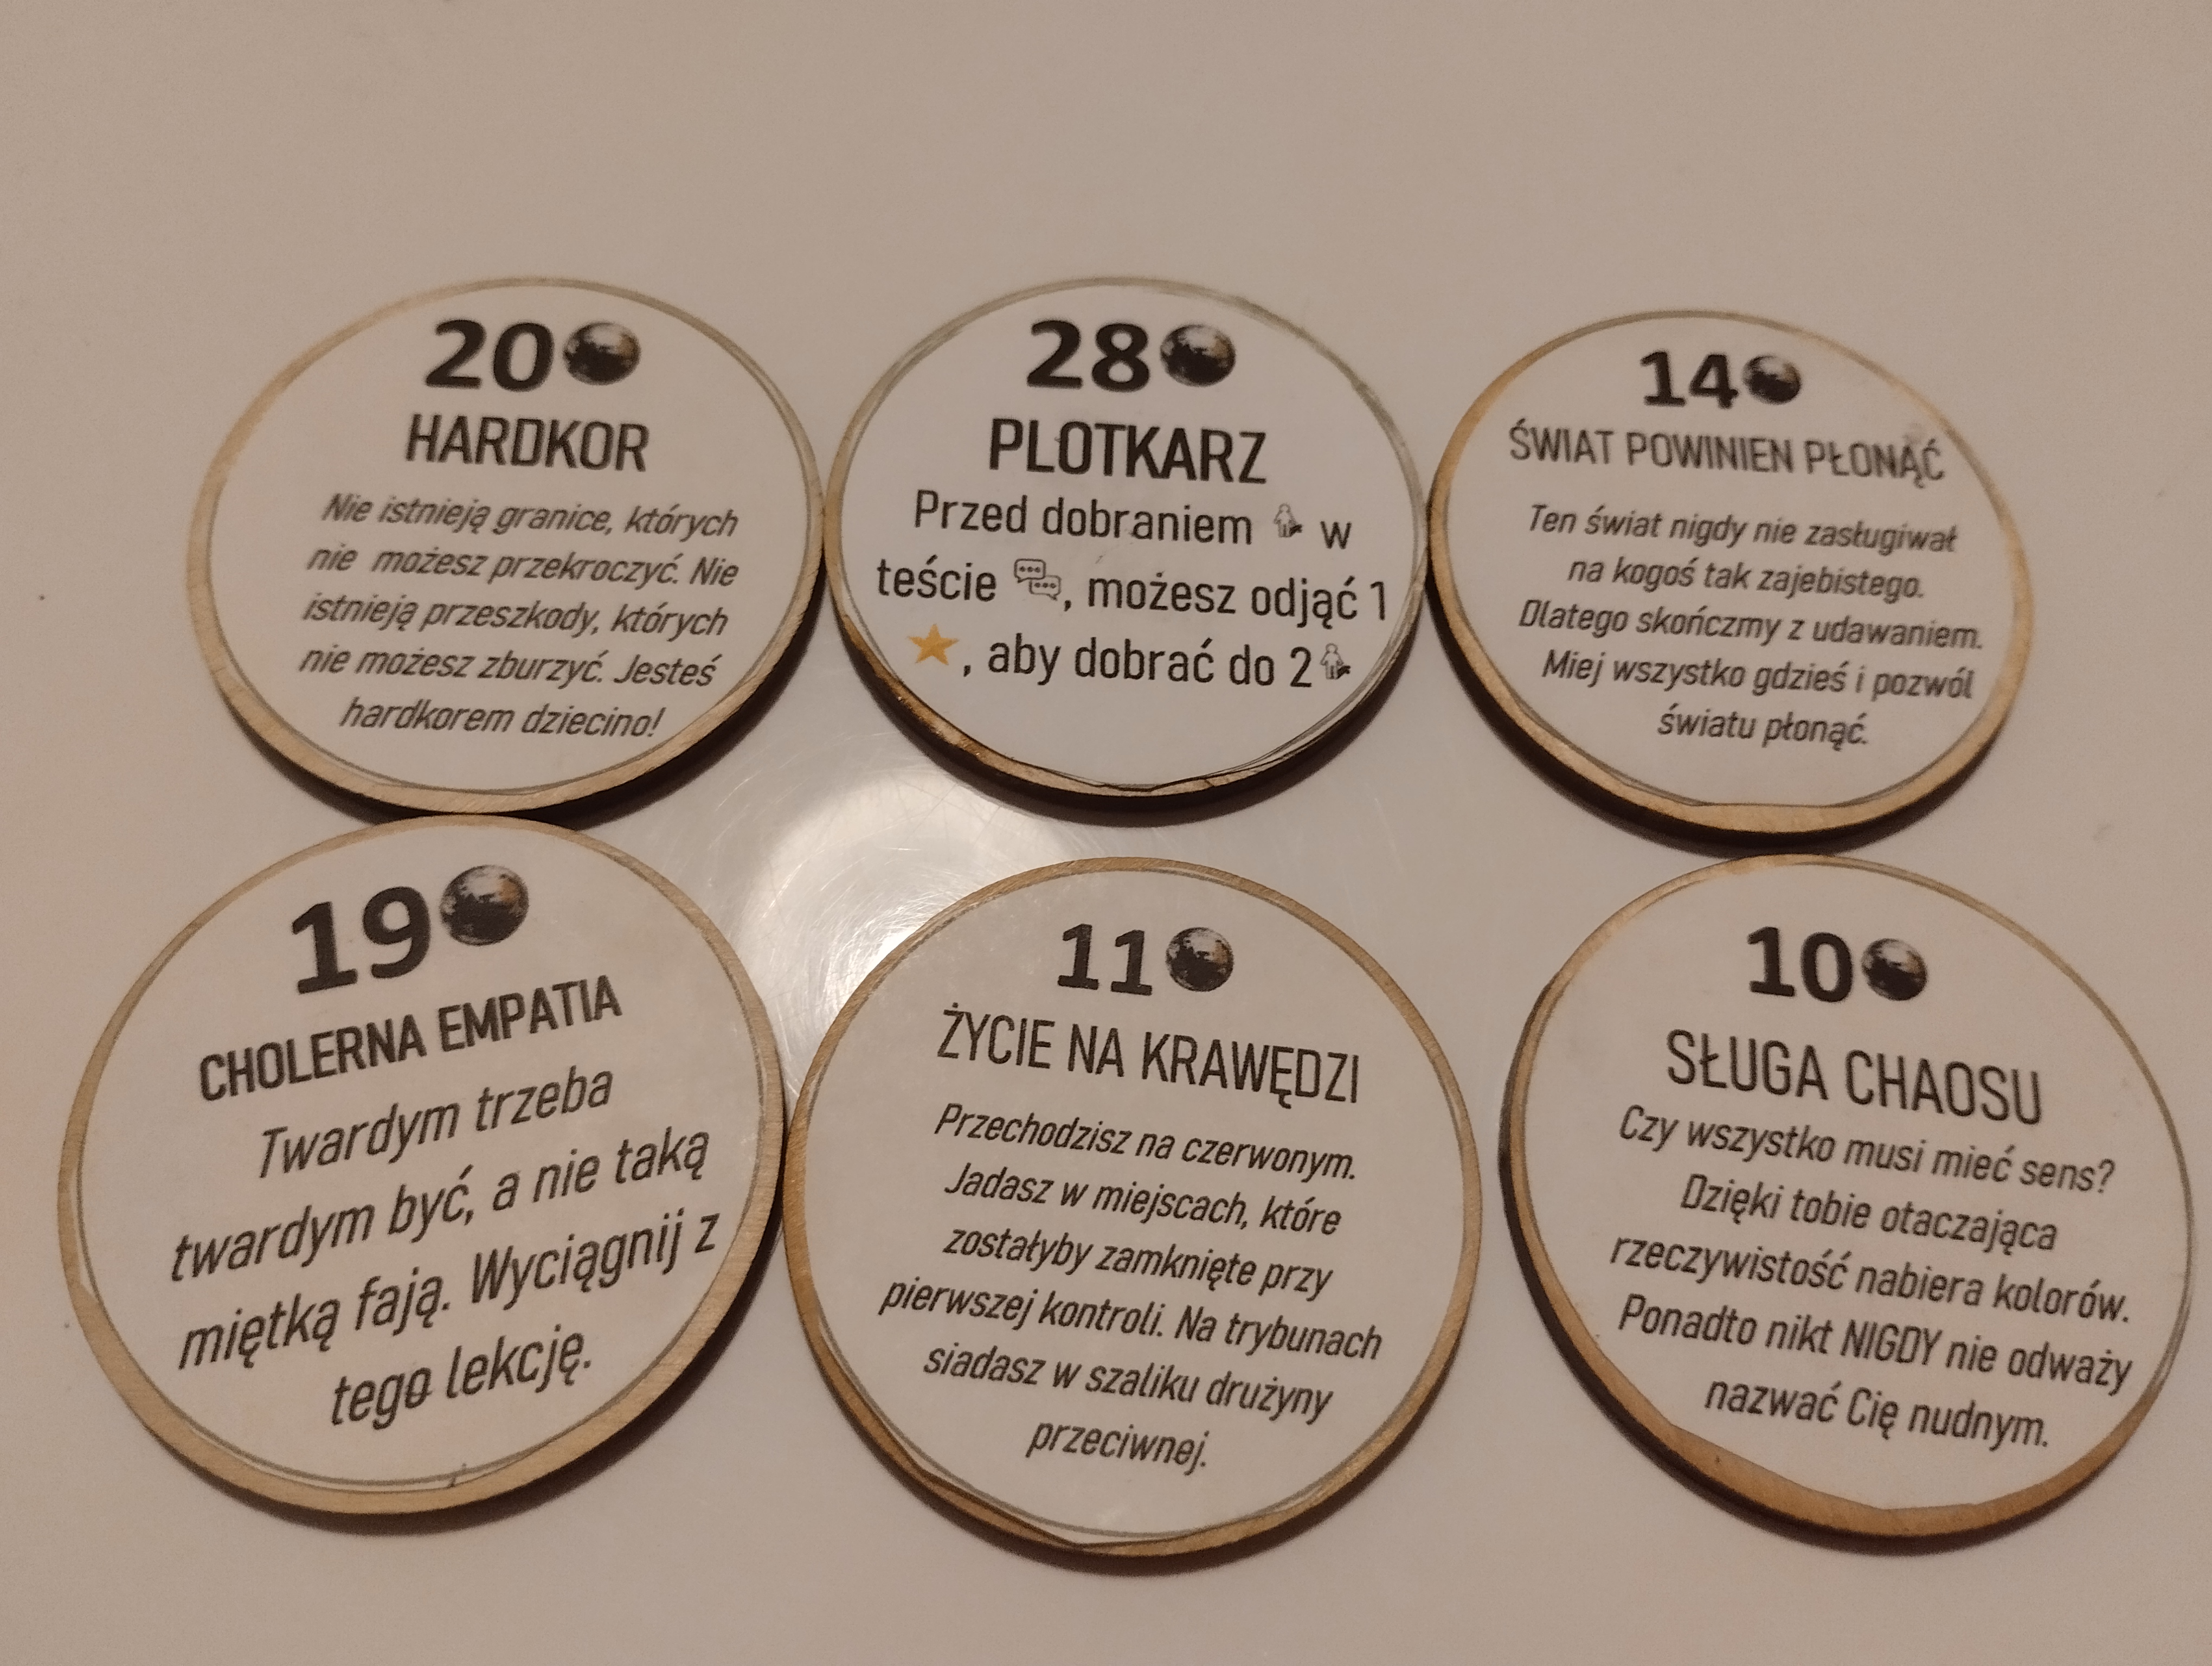 20
HARDKOR
Nie istnieją granice, których
nie możesz przekroczyć. Nie
istnieją przeszkody, których
nie możesz zburzyć. Jesteś
hardkorem dziecino!
28
PLOTKARZ
Przed dobraniem w
teście , możesz odjąć 1
, aby dobrać do 2
14
ŚWIAT POWINIEN PŁONĄĆ
Ten świat nigdy nie zasługiwał
na kogoś tak zajebistego.
Dlatego skończmy z udawaniem.
Miej wszystko gdzieś i pozwól
światu płonąć.
19
CHOLERNA EMPATIA
Twardym trzeba
twardym być, a nie taką
miętką fają. Wyciągnij z
tego lekcję.
11
ŻYCIE NA KRAWĘDZI
Przechodzisz na czerwonym.
Jadasz w miejscach, które
zostałyby zamknięte przy
pierwszej kontroli. Na trybunach
siadasz w szaliku drużyny
przeciwnej.
10
SŁUGA CHAOSU
Czy wszystko musi mieć sens?
Dzięki tobie otaczająca
rzeczywistość nabiera kolorów.
Ponadto nikt NIGDY nie odważy
nazwać Cię nudnym.